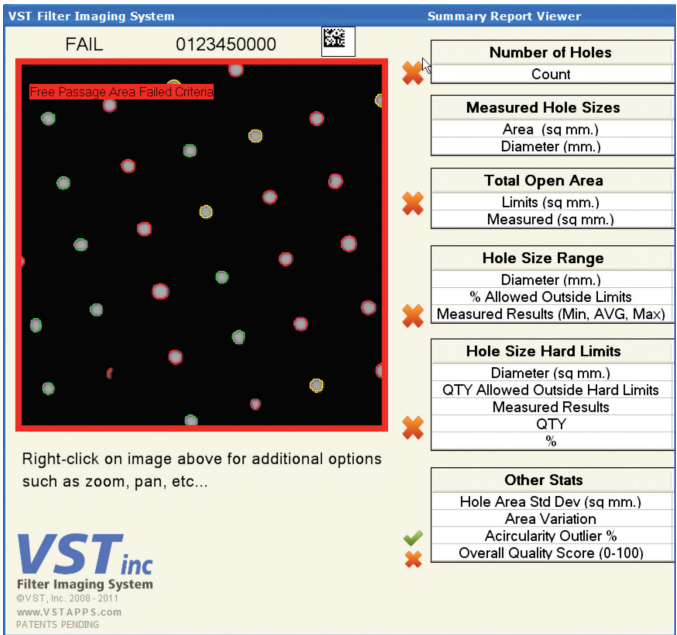 VST Filter Imaging System
Summary Report Viewer
FAIL 0123450000
Free Passage Area Failed Criteria
Number of Holes
Count
Measured Hole Sizes
Area (sq mm.)
Diameter (mm.)
Total Open Area
Limits (sq mm.)
Measured (sq mm.)
Hole Size Range
Diameter (mm.)
% Allowed Outside Limits
Measured Results (Min, AVG, Max)
Hole Size Hard Limits
Diameter (sq mm.)
QTY Allowed Outside Hard Limits
Measured Results
QTY
%
Other Stats
Hole Area Std Dev (sq mm.)
Area Variation
Acircularity Outlier %
Overall Quality Score (0-100)
Right-click on image above for additional options
such as zoom, pan, etc...
VST inc
Filter Imaging System
©VST, Inc. 2008 - 2011
www.VSTAPPS.com
PATENTS PENDING